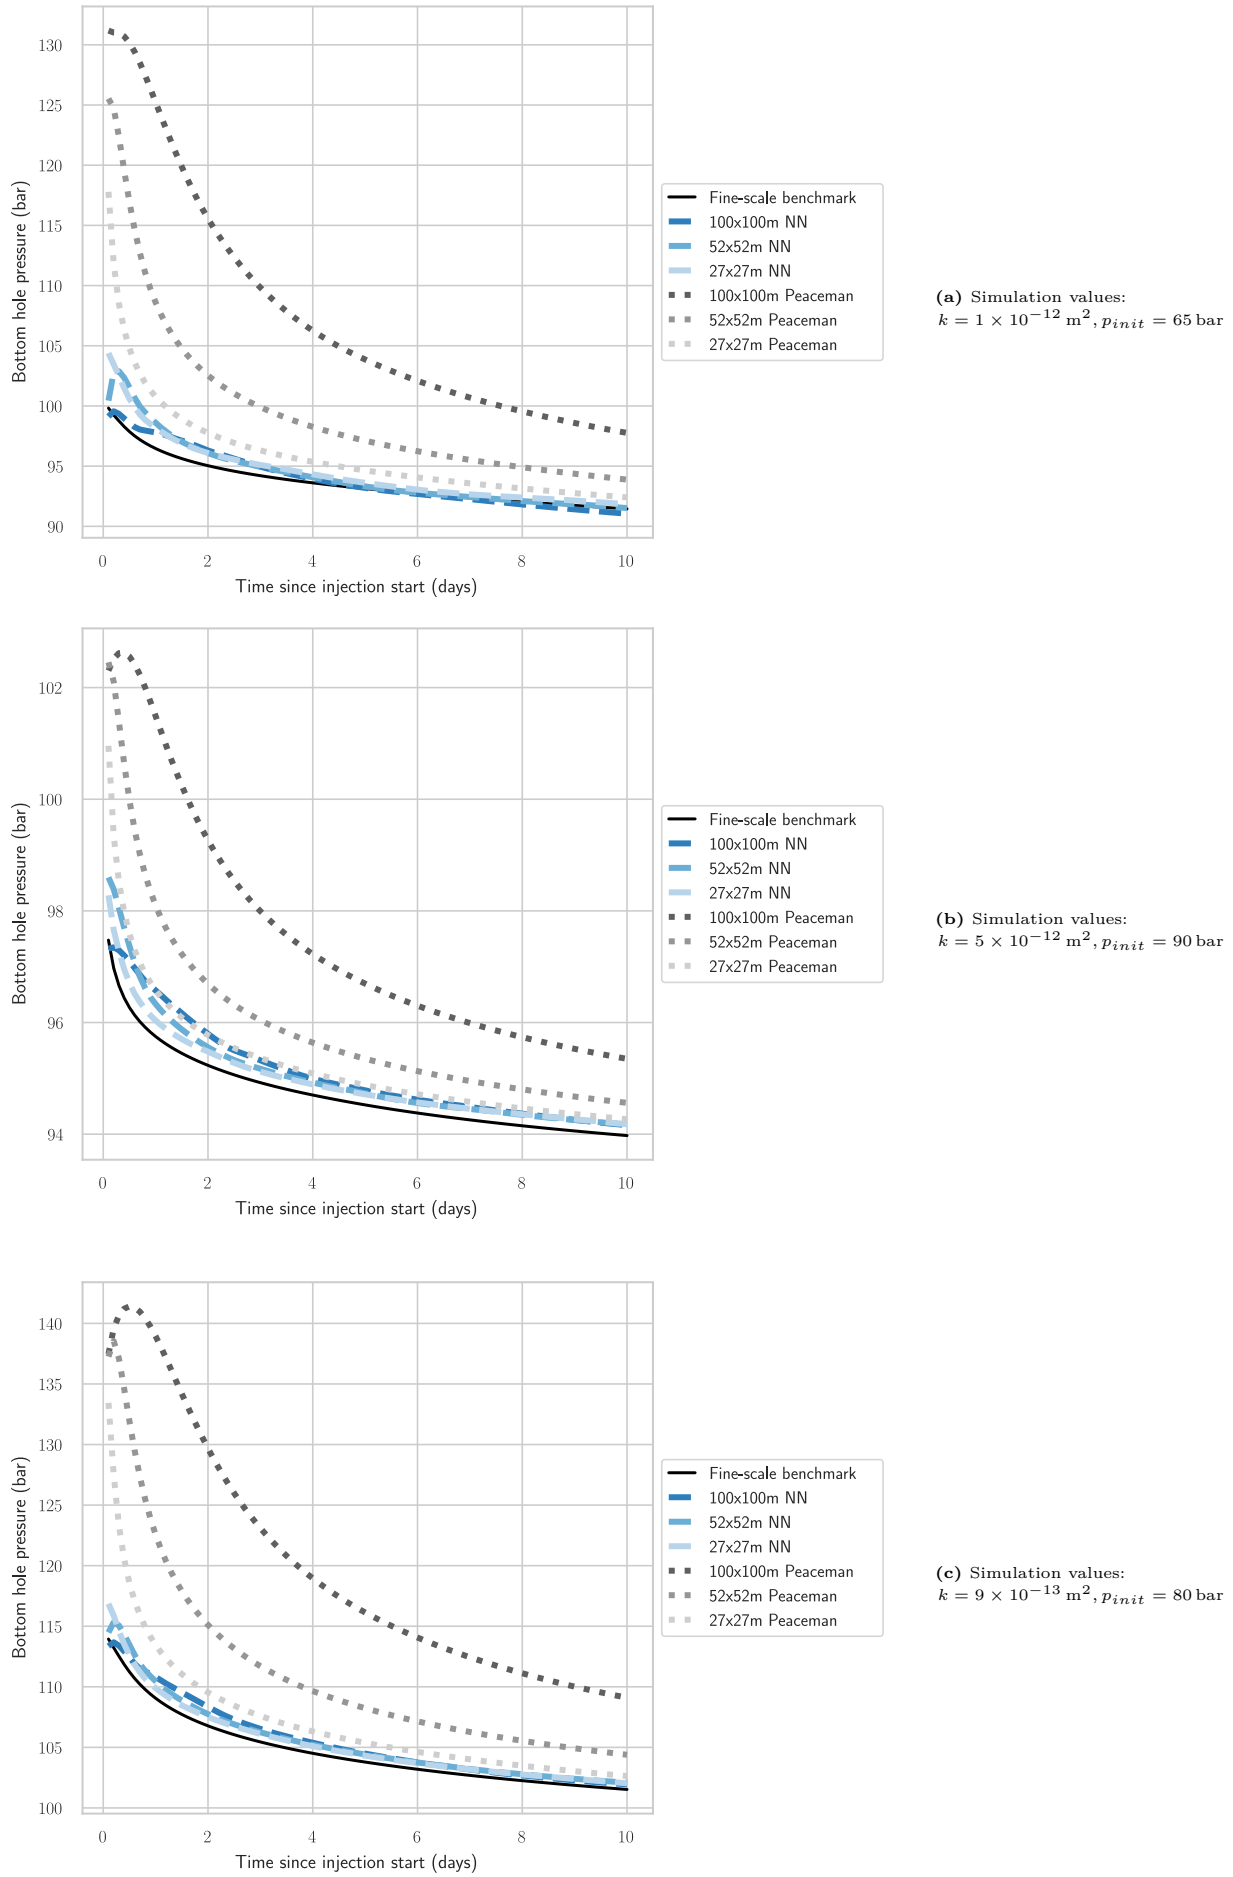 130
125
120
115
110
105
100
95
90
Bottom hole pressure (bar)
0 2 4 6 8 10
Time since injection start (days)
Fine-scale benchmark
100x100m NN
52x52m NN
27x27m NN
100x100m Peaceman
52x52m Peaceman
27x27m Peaceman
(a) Simulation values:
k = 1 × 10⁻¹² m², p_init = 65 bar
102
100
98
96
94
Bottom hole pressure (bar)
0 2 4 6 8 10
Time since injection start (days)
Fine-scale benchmark
100x100m NN
52x52m NN
27x27m NN
100x100m Peaceman
52x52m Peaceman
27x27m Peaceman
(b) Simulation values:
k = 5 × 10⁻¹² m², p_init = 90 bar
140
135
130
125
120
115
110
105
100
Bottom hole pressure (bar)
0 2 4 6 8 10
Time since injection start (days)
Fine-scale benchmark
100x100m NN
52x52m NN
27x27m NN
100x100m Peaceman
52x52m Peaceman
27x27m Peaceman
(c) Simulation values:
k = 9 × 10⁻¹³ m², p_init = 80 bar